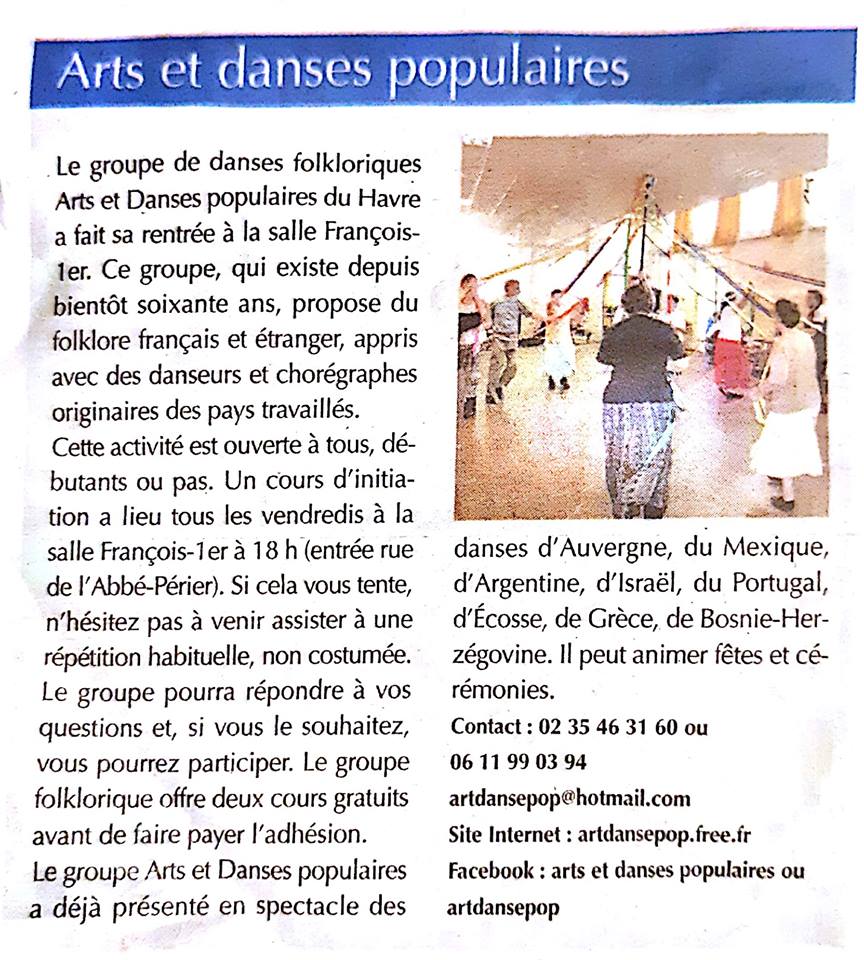 Arts et danses populaires
Le groupe de danses folkloriques
Arts et Danses populaires du Havre
a fait sa rentrée à la salle François-
1er. Ce groupe, qui existe depuis
bientôt soixante ans, propose du
folklore français et étranger, appris
avec des danseurs et chorégraphes
originaires des pays travaillés.
Cette activité est ouverte à tous, dé-
butants ou pas. Un cours d'initia-
tion a lieu tous les vendredis à la
salle François-1er à 18 h (entrée rue
de l'Abbé-Périer). Si cela vous tente,
n'hésitez pas à venir assister à une
répétition habituelle, non costumée.
Le groupe pourra répondre à vos
questions et, si vous le souhaitez,
vous pourrez participer. Le groupe
folklorique offre deux cours gratuits
avant de faire payer l'adhésion.
Le groupe Arts et Danses populaires
a déjà présenté en spectacle des
danses d'Auvergne, du Mexique,
d'Argentine, d'Israël, du Portugal,
d'Écosse, de Grèce, de Bosnie-Her-
zégovine. Il peut animer fêtes et cé-
rémonies.
Contact : 02 35 46 31 60 ou
06 11 99 03 94
artdansepop@hotmail.com
Site Internet : artdansepop.free.fr
Facebook : arts et danses populaires ou
artdansepop